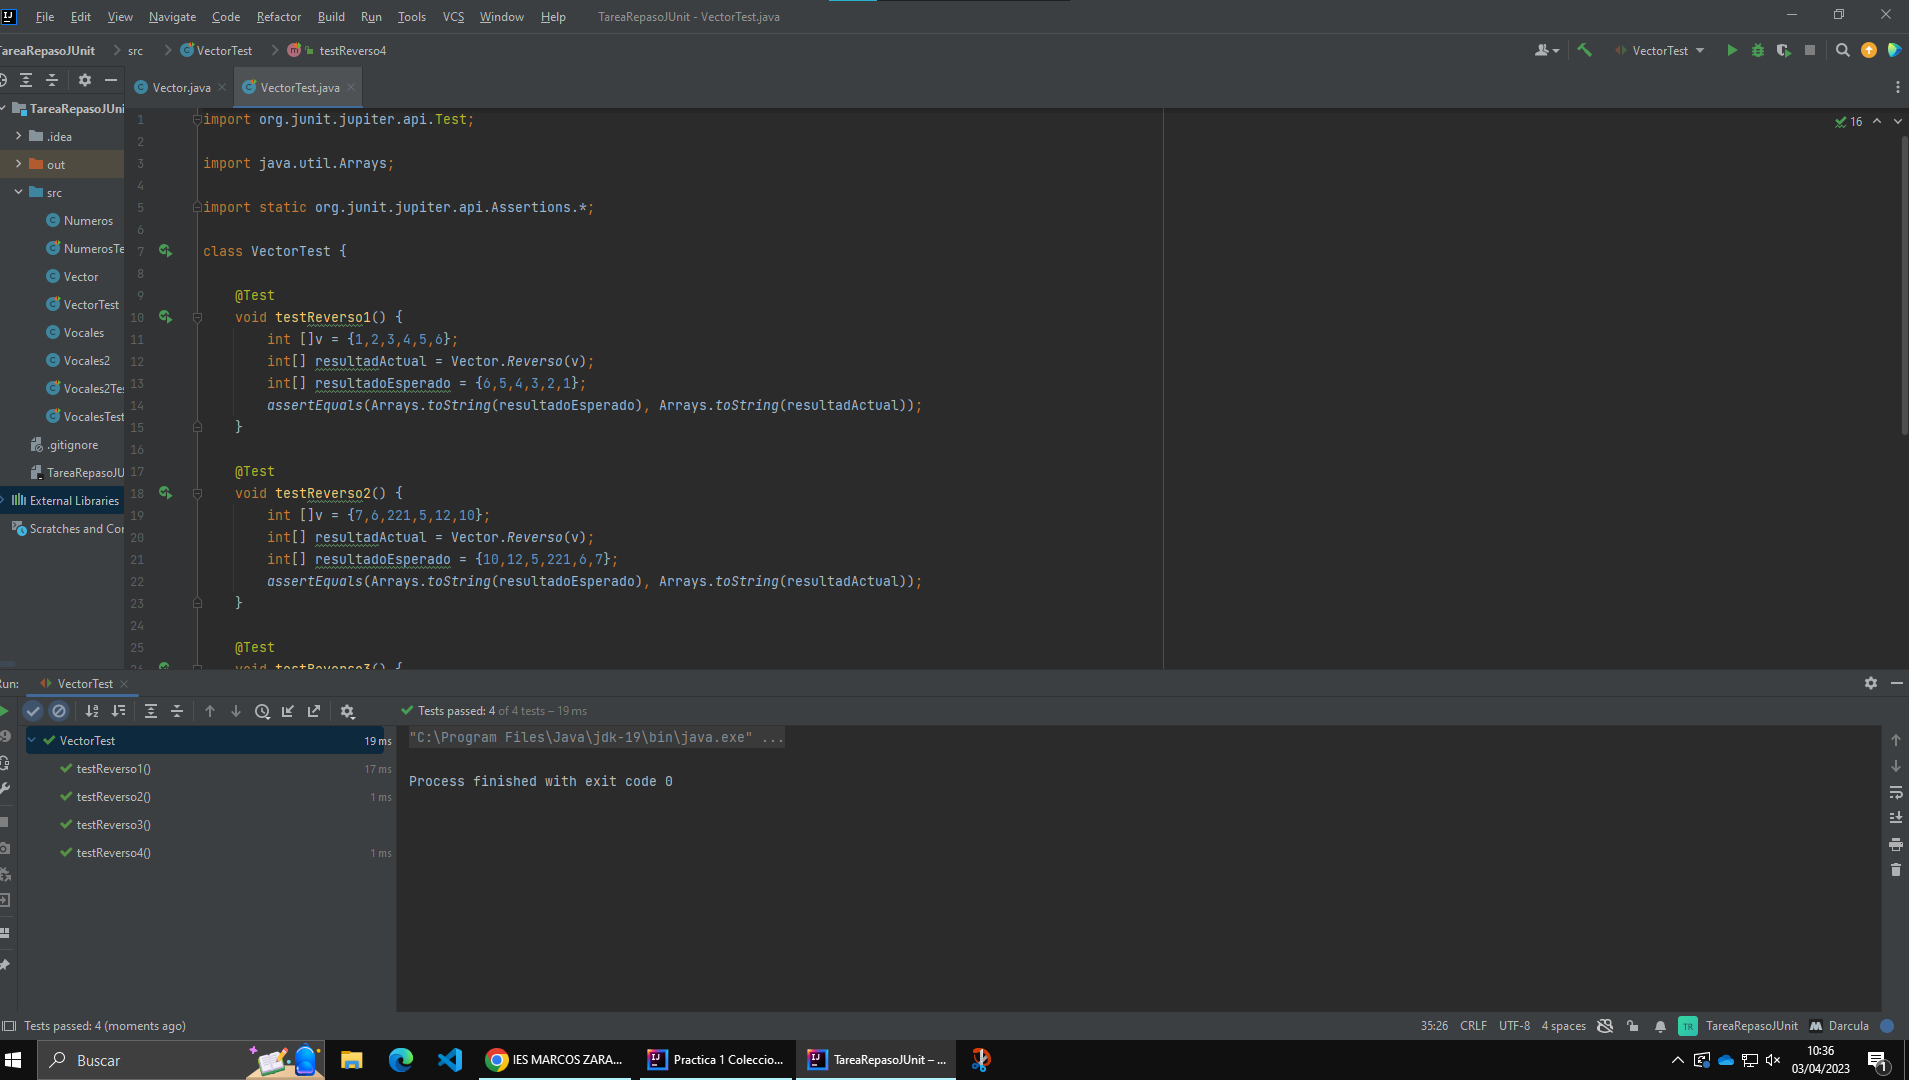 File Edit View Navigate Code Refactor Build Run Tools VCS Window Help TareaRepasoJUnit - VectorTest.java
TareaRepasoJUnit src VectorTest testReverso4 VectorTest
Vector.java VectorTest.java
TareaRepasoJUni
.idea
out
src
Numeros
NumerosTe
Vector
VectorTest
Vocales
Vocales2
Vocales2Tes
VocalesTest
.gitignore
TareaRepasoJU
External Libraries
Scratches and Con
16
1 import org.junit.jupiter.api.Test;
2
3 import java.util.Arrays;
4
5 import static org.junit.jupiter.api.Assertions.*;
6
7 class VectorTest {
8
9 @Test
10 void testReverso1() {
11 int []v = {1,2,3,4,5,6};
12 int[] resultadActual = Vector.Reverso(v);
13 int[] resultadoEsperado = {6,5,4,3,2,1};
14 assertEquals(Arrays.toString(resultadoEsperado), Arrays.toString(resultadActual));
15 }
16
17 @Test
18 void testReverso2() {
19 int []v = {7,6,221,5,12,10};
20 int[] resultadActual = Vector.Reverso(v);
21 int[] resultadoEsperado = {10,12,5,221,6,7};
22 assertEquals(Arrays.toString(resultadoEsperado), Arrays.toString(resultadActual));
23 }
24
25 @Test
26 void testReverso3() {
Run: VectorTest
Tests passed: 4 of 4 tests – 19 ms
VectorTest 19 ms
testReverso1() 17 ms
testReverso2() 1 ms
testReverso3()
testReverso4() 1 ms
"C:\Program Files\Java\jdk-19\bin\java.exe" ...
Process finished with exit code 0
Tests passed: 4 (moments ago) 35:26 CRLF UTF-8 4 spaces TR TareaRepasoJUnit Darcula
Buscar IES MARCOS ZARA... Practica 1 Coleccio... TareaRepasoJUnit – ... 10:36
03/04/2023 1